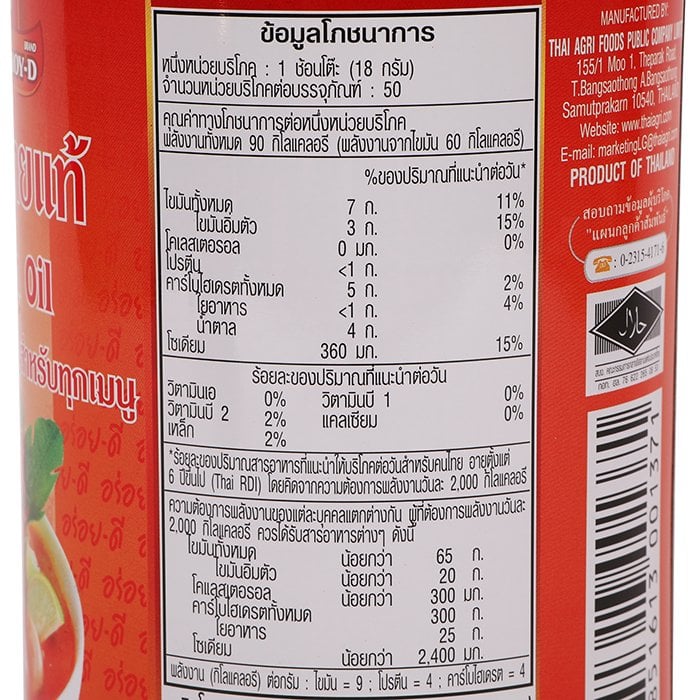 BRAND
OY-D
ยแท้
Oil
าหรับทุกเมนู
อร่อย-ดี
อร่อย-ดี
อร่อย-ดี
ข้อมูลโภชนาการ
หนึ่งหน่วยบริโภค : 1 ช้อนโต๊ะ (18 กรัม)
จำนวนหน่วยบริโภคต่อบรรจุภัณฑ์ : 50
คุณค่าทางโภชนาการต่อหนึ่งหน่วยบริโภค
พลังงานทั้งหมด 90 กิโลแคลอรี (พลังงานจากไขมัน 60 กิโลแคลอรี)
%ของปริมาณที่แนะนำต่อวัน*
ไขมันทั้งหมด 7 ก. 11%
ไขมันอิ่มตัว 3 ก. 15%
โคเลสเตอรอล 0 มก. 0%
โปรตีน <1 ก.
คาร์โบไฮเดรตทั้งหมด 5 ก. 2%
ใยอาหาร <1 ก. 4%
น้ำตาล 4 ก.
โซเดียม 360 มก. 15%
ร้อยละของปริมาณที่แนะนำต่อวัน
วิตามินเอ 0% วิตามินบี 1 0%
วิตามินบี 2 2% แคลเซียม 0%
เหล็ก 2%
*ร้อยละของปริมาณสารอาหารที่แนะนำให้บริโภคต่อวันสำหรับคนไทย อายุตั้งแต่
6 ปีขึ้นไป (Thai RDI) โดยคิดจากความต้องการพลังงานวันละ 2,000 กิโลแคลอรี
ความต้องการพลังงานของแต่ละบุคคลแตกต่างกัน ผู้ที่ต้องการพลังงานวันละ
2,000 กิโลแคลอรี ควรได้รับสารอาหารต่างๆ ดังนี้
ไขมันทั้งหมด น้อยกว่า 65 ก.
ไขมันอิ่มตัว น้อยกว่า 20 ก.
โคเลสเตอรอล น้อยกว่า 300 มก.
คาร์โบไฮเดรตทั้งหมด 300 ก.
ใยอาหาร 25 ก.
โซเดียม น้อยกว่า 2,400 มก.
พลังงาน (กิโลแคลอรี) ต่อกรัม : ไขมัน = 9 ; โปรตีน = 4 ; คาร์โบไฮเดรต = 4
MANUFACTURED BY:
THAI AGRI FOODS PUBLIC COMPANY
155/1 Moo 1, Theparak Road,
T.Bangsaothong A.Bangsaothong
Samutprakarn 10540, THAILAND
Website: www.thaiagri.com
E-mail: marketingLG@thaiagri.com
PRODUCT OF THAILAND
สอบถามข้อมูลผู้บริโภค
"แผนกลูกค้าสัมพันธ์"
: 0-2315-4171-6
حلال
51613001371